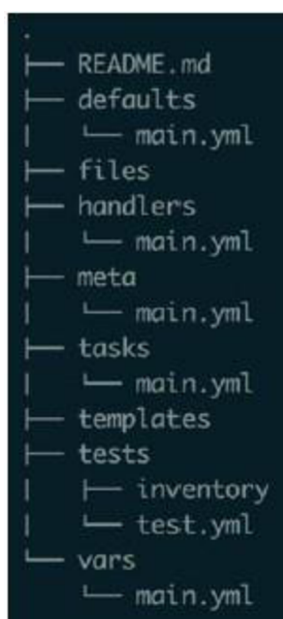 .
├── README.md
├── defaults
│   └── main.yml
├── files
├── handlers
│   └── main.yml
├── meta
│   └── main.yml
├── tasks
│   └── main.yml
├── templates
├── tests
│   ├── inventory
│   └── test.yml
└── vars
    └── main.yml